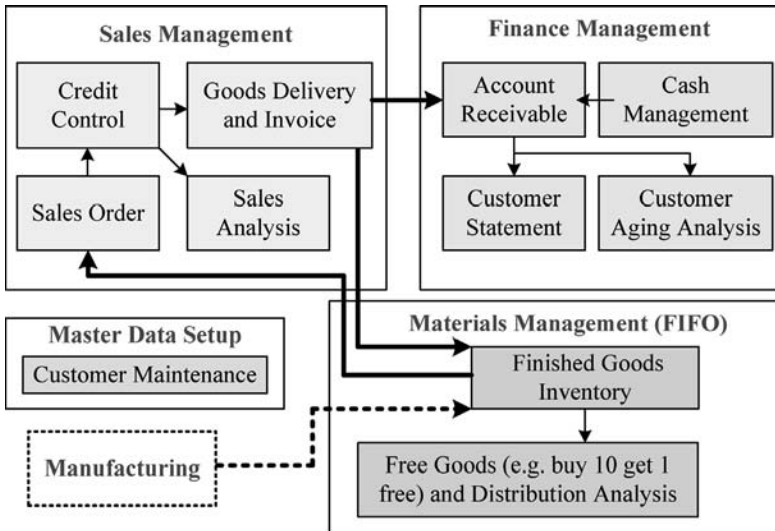 Sales Management
Credit
Control
Goods Delivery
and Invoice
Sales Order
Sales
Analysis
Finance Management
Account
Receivable
Cash
Management
Customer
Statement
Customer
Aging Analysis
Master Data Setup
Customer Maintenance
Manufacturing
Materials Management (FIFO)
Finished Goods
Inventory
Free Goods (e.g. buy 10 get 1
free) and Distribution Analysis